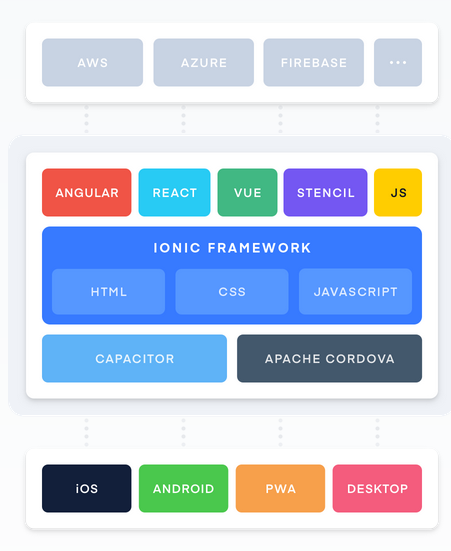 AWS AZURE FIREBASE ...
ANGULAR REACT VUE STENCIL JS
IONIC FRAMEWORK
HTML CSS JAVASCRIPT
CAPACITOR APACHE CORDOVA
iOS ANDROID PWA DESKTOP